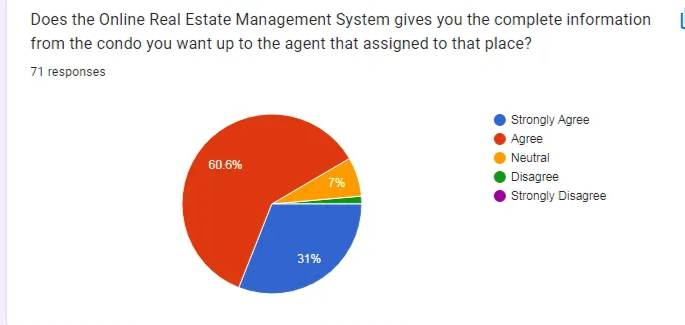 Does the Online Real Estate Management System gives you the complete information
from the condo you want up to the agent that assigned to that place?
71 responses
Strongly Agree
Agree
Neutral
Disagree
Strongly Disagree
60.6%
7%
31%